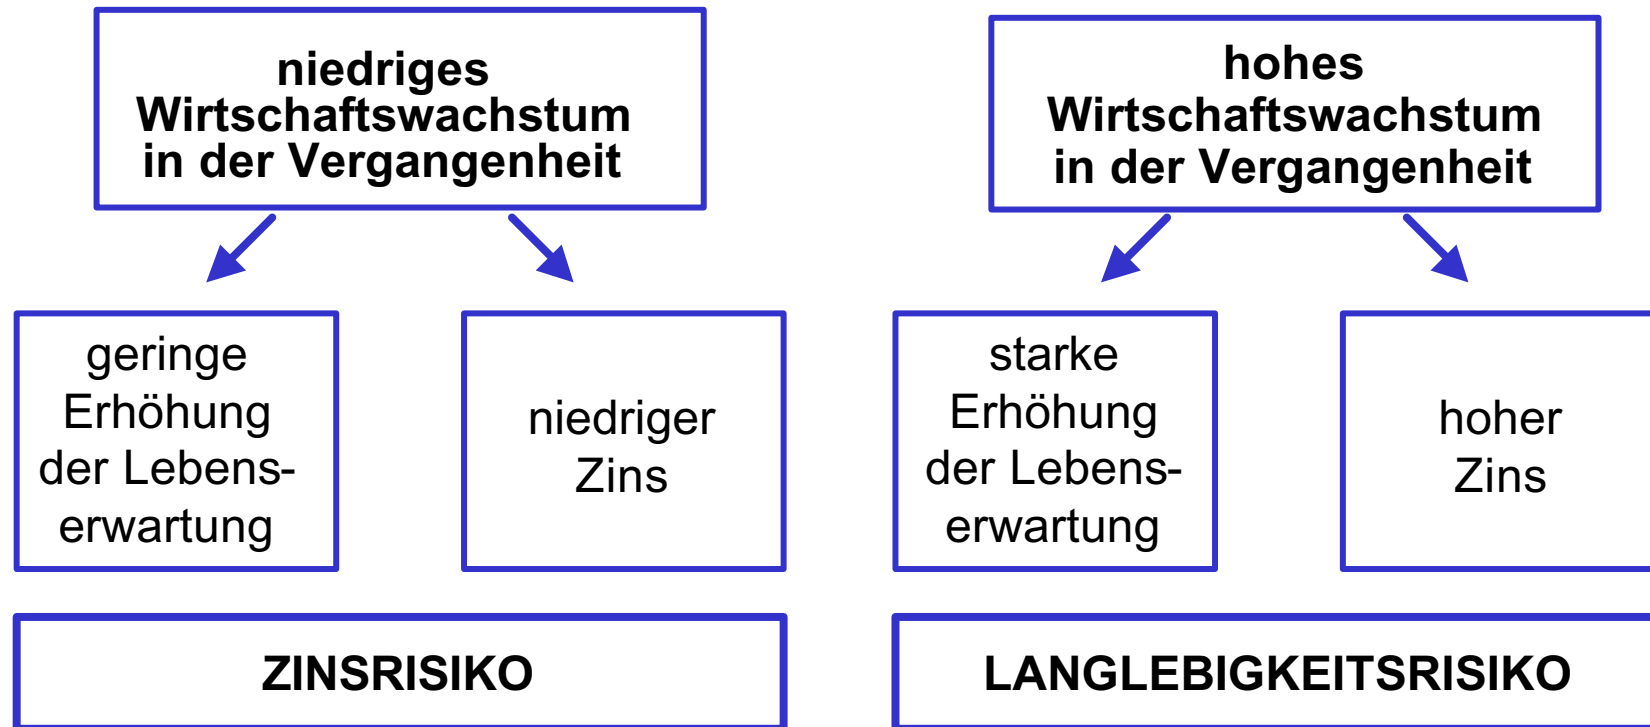 niedriges
Wirtschaftswachstum
in der Vergangenheit
geringe
Erhöhung
der Lebens-
erwartung
niedriger
Zins
ZINSRISIKO
hohes
Wirtschaftswachstum
in der Vergangenheit
starke
Erhöhung
der Lebens-
erwartung
hoher
Zins
LANGLEBIGKEITSRISIKO